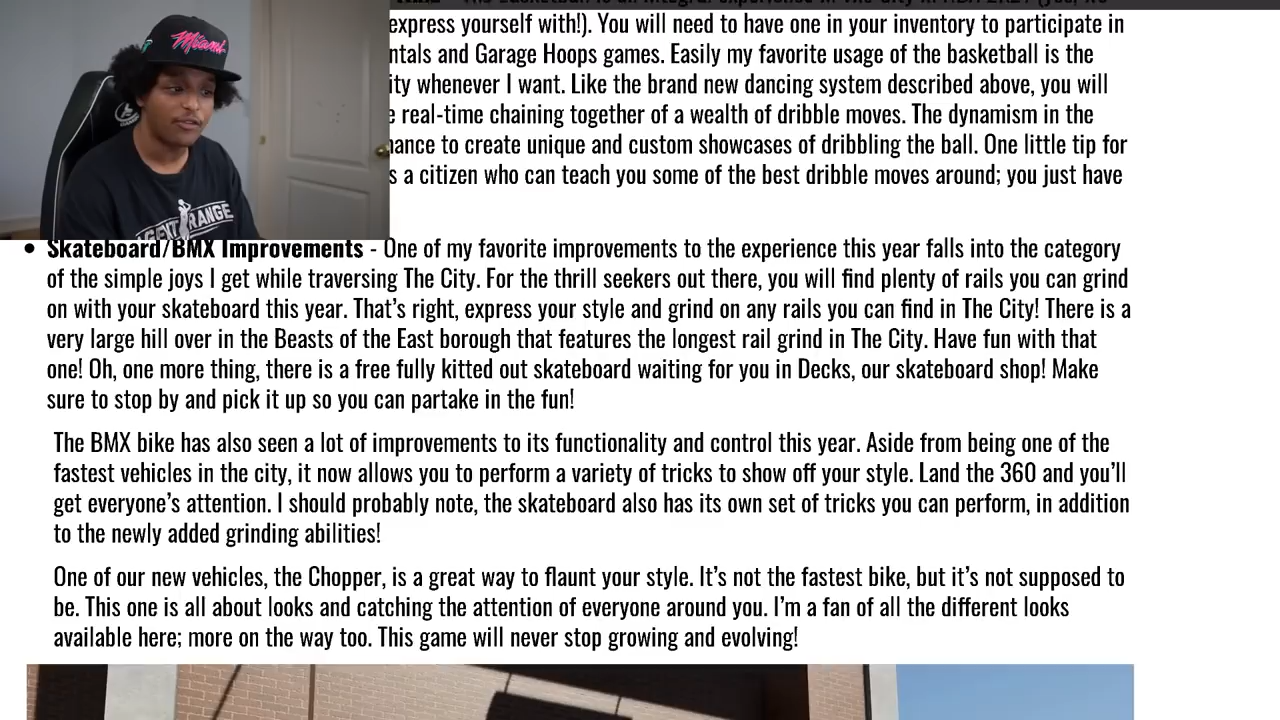 Miami
AGENT RANGE
express yourself with!). You will need to have one in your inventory to participate in
ntals and Garage Hoops games. Easily my favorite usage of the basketball is the
ity whenever I want. Like the brand new dancing system described above, you will
e real-time chaining together of a wealth of dribble moves. The dynamism in the
hance to create unique and custom showcases of dribbling the ball. One little tip for
s a citizen who can teach you some of the best dribble moves around; you just have
• Skateboard/BMX Improvements - One of my favorite improvements to the experience this year falls into the category
of the simple joys I get while traversing The City. For the thrill seekers out there, you will find plenty of rails you can grind
on with your skateboard this year. That's right, express your style and grind on any rails you can find in The City! There is a
very large hill over in the Beasts of the East borough that features the longest rail grind in The City. Have fun with that
one! Oh, one more thing, there is a free fully kitted out skateboard waiting for you in Decks, our skateboard shop! Make
sure to stop by and pick it up so you can partake in the fun!
The BMX bike has also seen a lot of improvements to its functionality and control this year. Aside from being one of the
fastest vehicles in the city, it now allows you to perform a variety of tricks to show off your style. Land the 360 and you'll
get everyone's attention. I should probably note, the skateboard also has its own set of tricks you can perform, in addition
to the newly added grinding abilities!
One of our new vehicles, the Chopper, is a great way to flaunt your style. It's not the fastest bike, but it's not supposed to
be. This one is all about looks and catching the attention of everyone around you. I'm a fan of all the different looks
available here; more on the way too. This game will never stop growing and evolving!